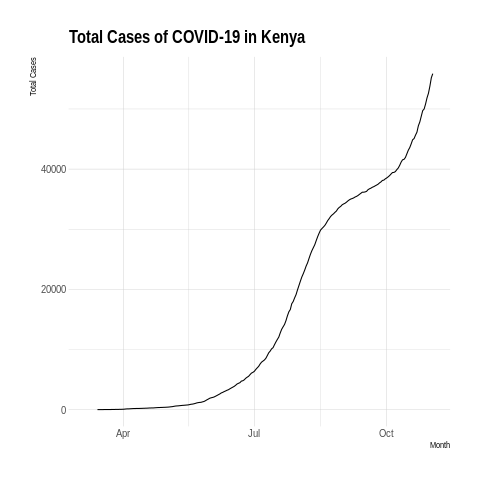 Total Cases of COVID-19 in Kenya
Total Cases
40000
20000
0
Apr Jul Oct
Month